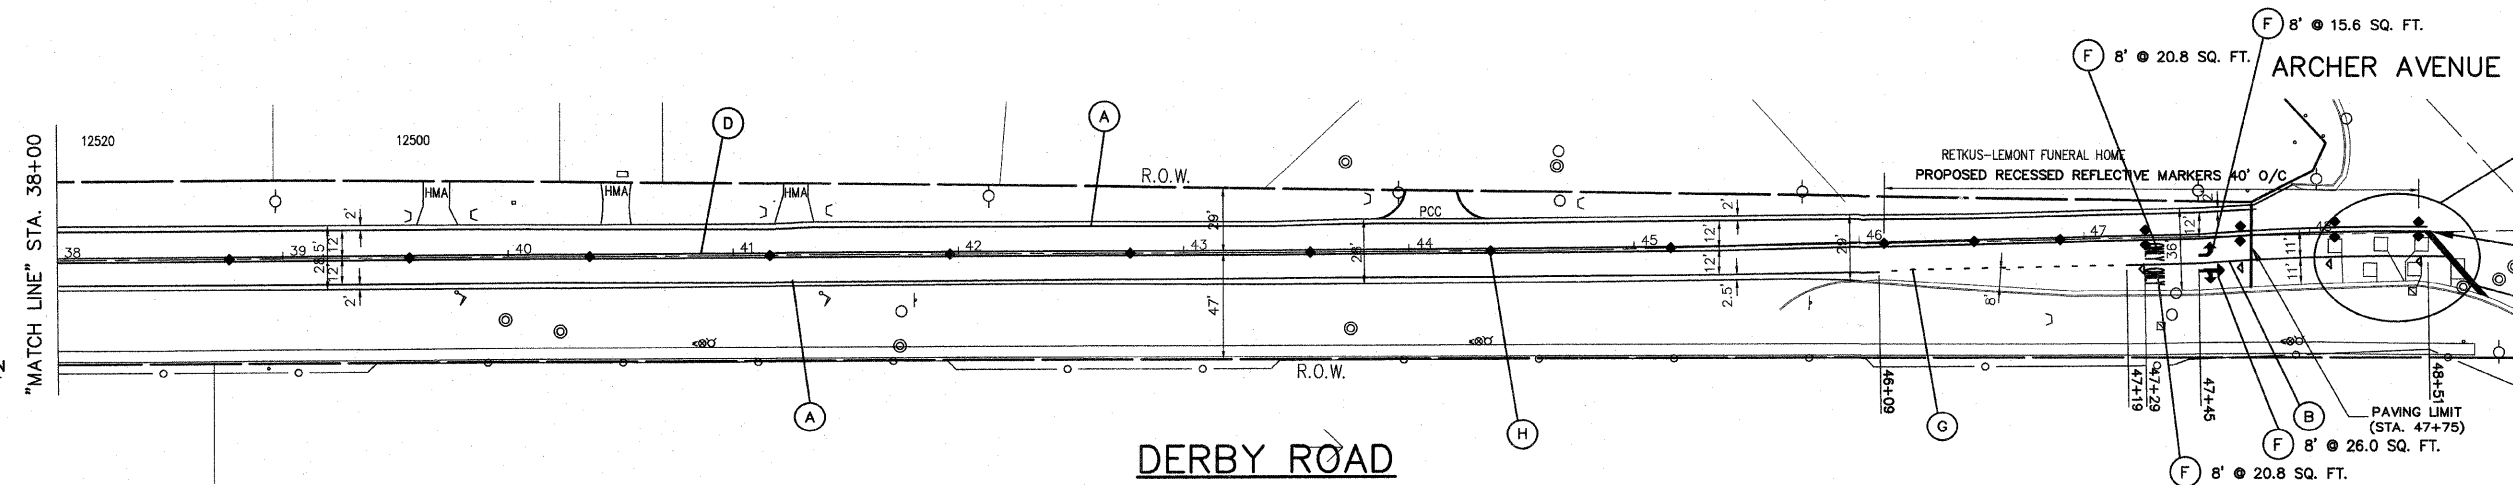 F 8' @ 15.6 SQ. FT.
F 8' @ 20.8 SQ. FT.
ARCHER AVENUE
"MATCH LINE" STA. 38+00
12520
12500
D
A
HMA
HMA
HMA
R.O.W.
PCC
RETKUS-LEMONT FUNERAL HOME
PROPOSED RECESSED REFLECTIVE MARKERS 40' O/C
38
39
40
41
42
43
44
45
46
47
48
2'
12'
28.5'
12'
2'
29'
47'
28'
2'
12'
12'
2.5'
29'
8'
2'
12'
36'
11'
11'
R.O.W.
46+09
47+19
47+29
47+45
48+51
A
H
G
B
PAVING LIMIT
(STA. 47+75)
F 8' @ 26.0 SQ. FT.
F 8' @ 20.8 SQ. FT.
DERBY ROAD